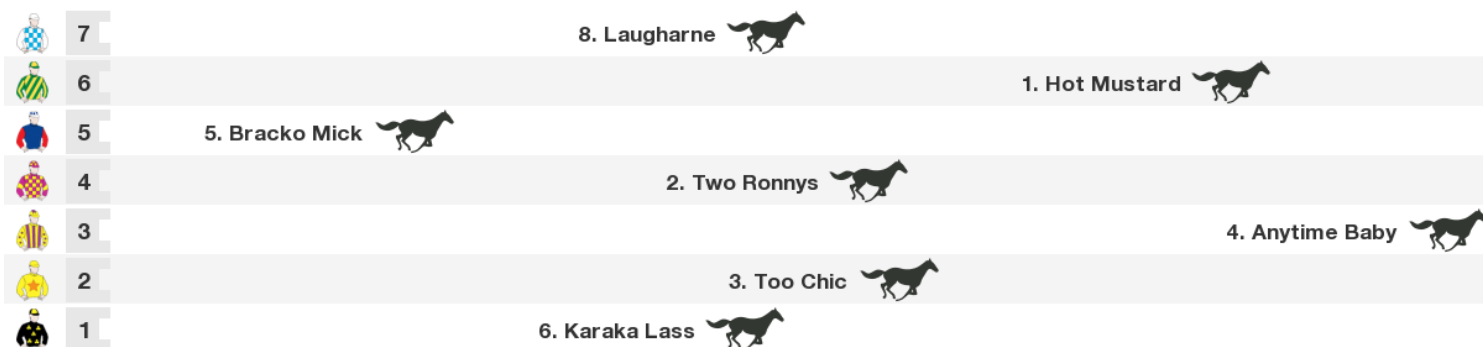 7 8. Laugharne
6 1. Hot Mustard
5 5. Bracko Mick
4 2. Two Ronnys
3 4. Anytime Baby
2 3. Too Chic
1 6. Karaka Lass